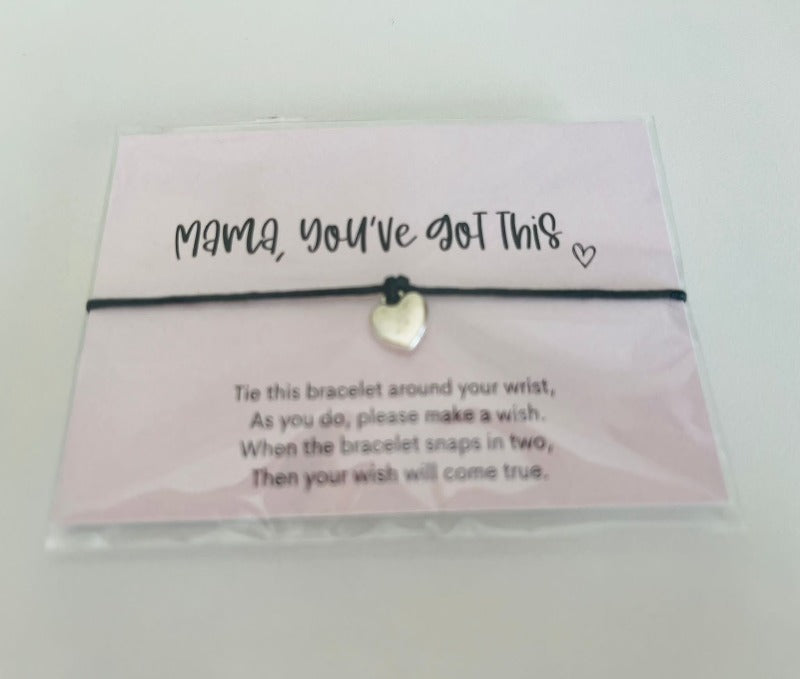 Mama, you've got this
Tie this bracelet around your wrist,
As you do, please make a wish.
When the bracelet snaps in two,
Then your wish will come true.